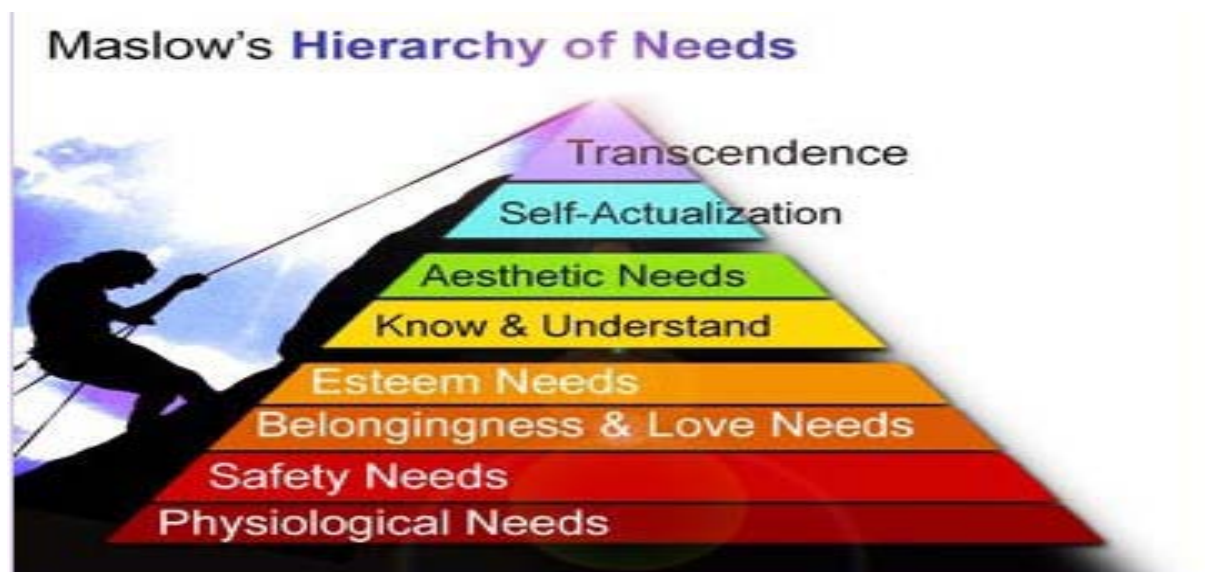 Maslow's Hierarchy of Needs
Transcendence
Self-Actualization
Aesthetic Needs
Know & Understand
Esteem Needs
Belongingness & Love Needs
Safety Needs
Physiological Needs